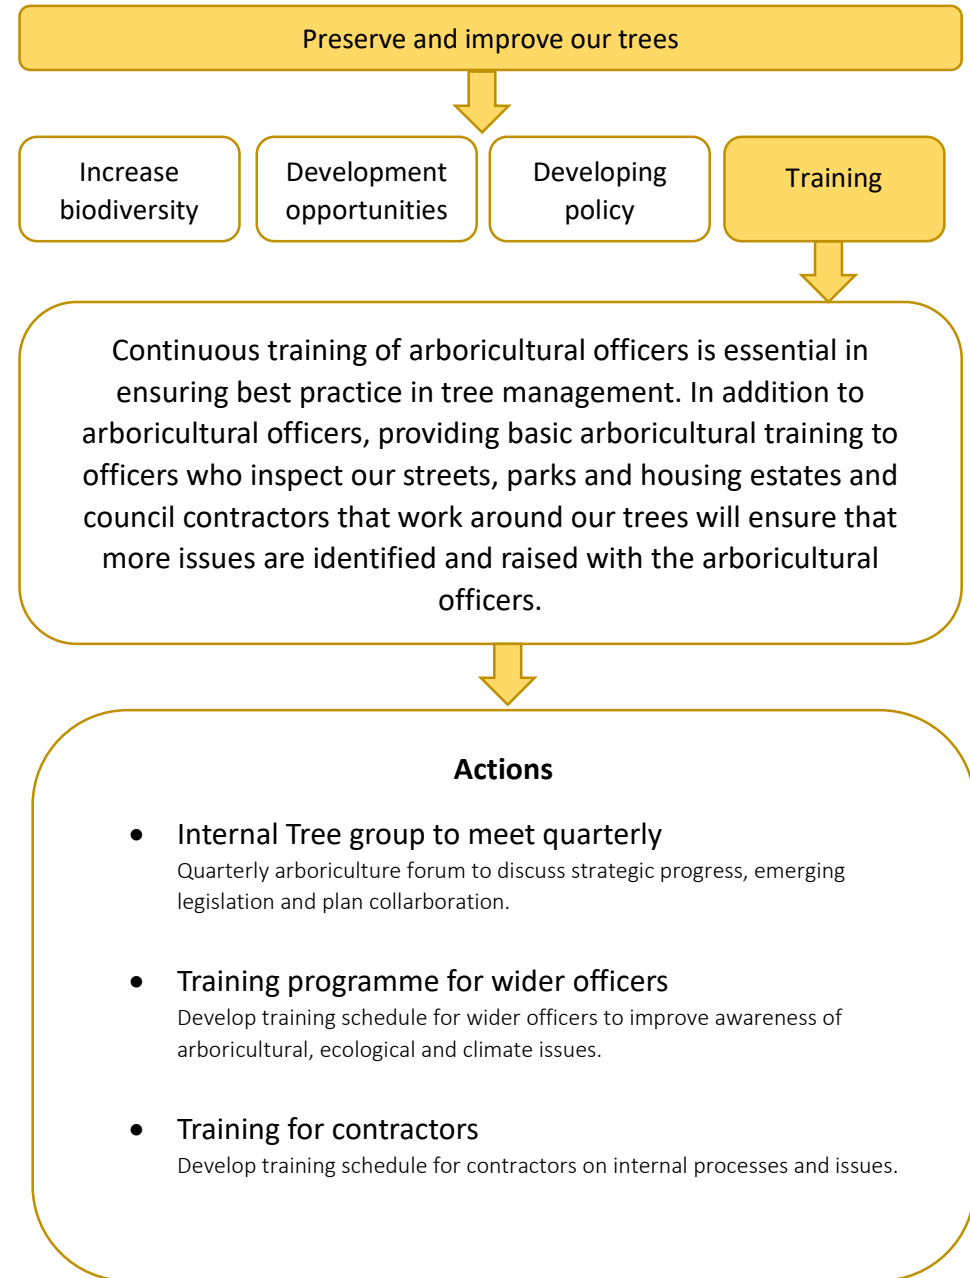 Preserve and improve our trees
Increase
biodiversity
Development
opportunities
Developing
policy
Training
Continuous training of arboricultural officers is essential in
ensuring best practice in tree management. In addition to
arboricultural officers, providing basic arboricultural training to
officers who inspect our streets, parks and housing estates and
council contractors that work around our trees will ensure that
more issues are identified and raised with the arboricultural
officers.
Actions
• Internal Tree group to meet quarterly
Quarterly arboriculture forum to discuss strategic progress, emerging
legislation and plan collarboration.
• Training programme for wider officers
Develop training schedule for wider officers to improve awareness of
arboricultural, ecological and climate issues.
• Training for contractors
Develop training schedule for contractors on internal processes and issues.